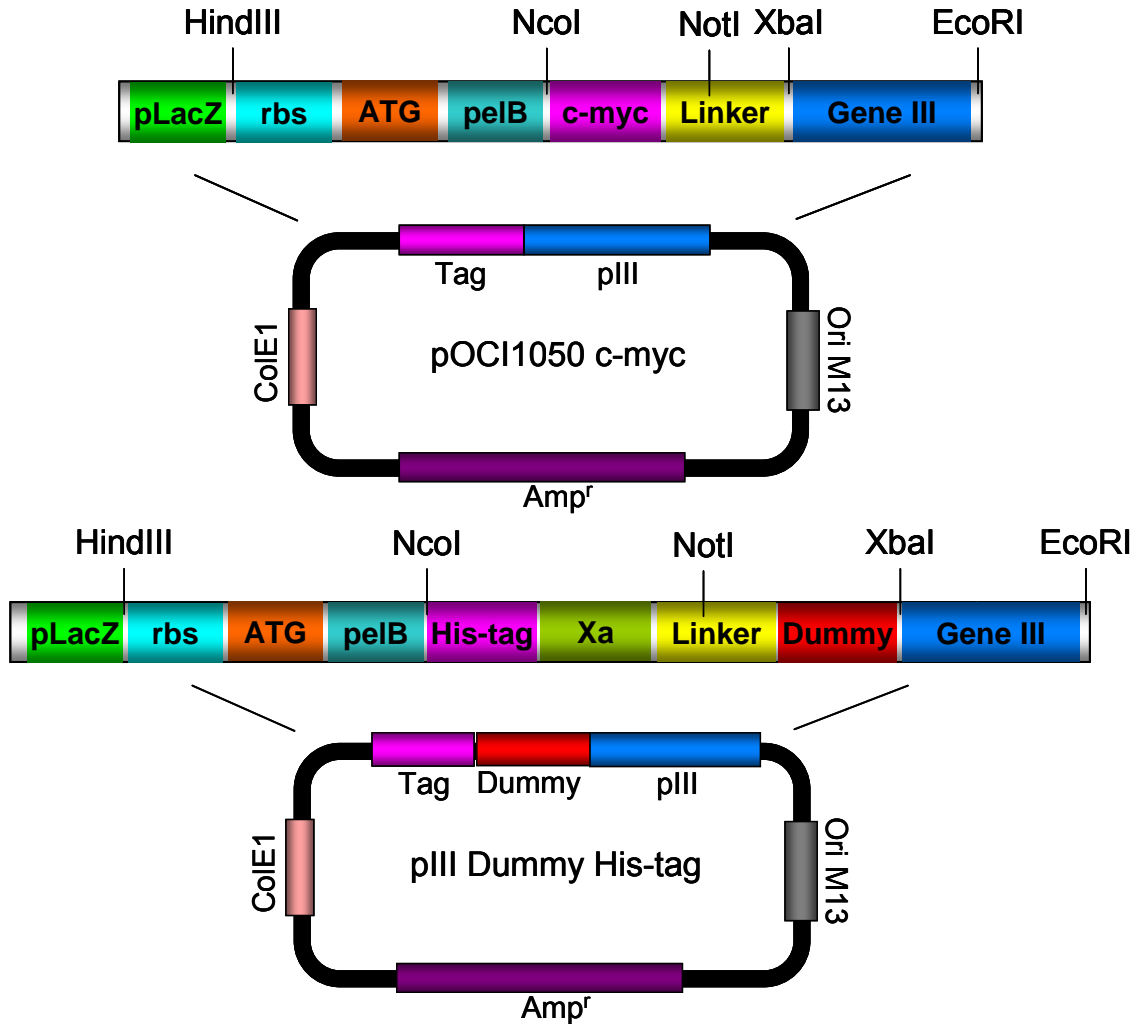 HindIII NcoI NotI XbaI EcoRI
pLacZ rbs ATG pelB c-myc Linker Gene III
Tag pIII
ColE1 pOCI1050 c-myc Ori M13
Ampʳ
HindIII NcoI NotI XbaI EcoRI
pLacZ rbs ATG pelB His-tag Xa Linker Dummy Gene III
Tag Dummy pIII
ColE1 pIII Dummy His-tag Ori M13
Ampʳ